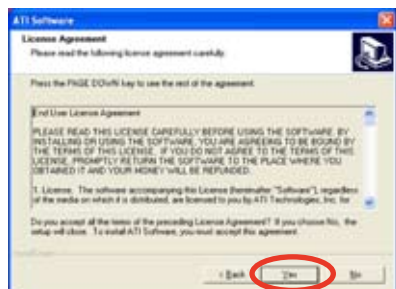 ATI Software
License Agreement
Please read the following license agreement carefully.
Press the PAGE DOWN key to see the rest of the agreement.
End User License Agreement
PLEASE READ THIS LICENSE CAREFULLY BEFORE USING THE SOFTWARE. BY
INSTALLING OR USING THE SOFTWARE, YOU ARE AGREEING TO BE BOUND BY
THE TERMS OF THIS LICENSE. IF YOU DO NOT AGREE TO THE TERMS OF THIS
LICENSE, PROMPTLY RETURN THE SOFTWARE TO THE PLACE WHERE YOU
OBTAINED IT AND YOUR MONEY WILL BE REFUNDED.
1. License. The software accompanying this License (hereinafter "Software"), regardless
of the media on which it is distributed, are licensed to you by ATI Technologies, Inc. for
Do you accept all the terms of the preceding License Agreement? If you choose No, the
setup will close. To install ATI Software, you must accept this agreement.
< Back
Yes
No